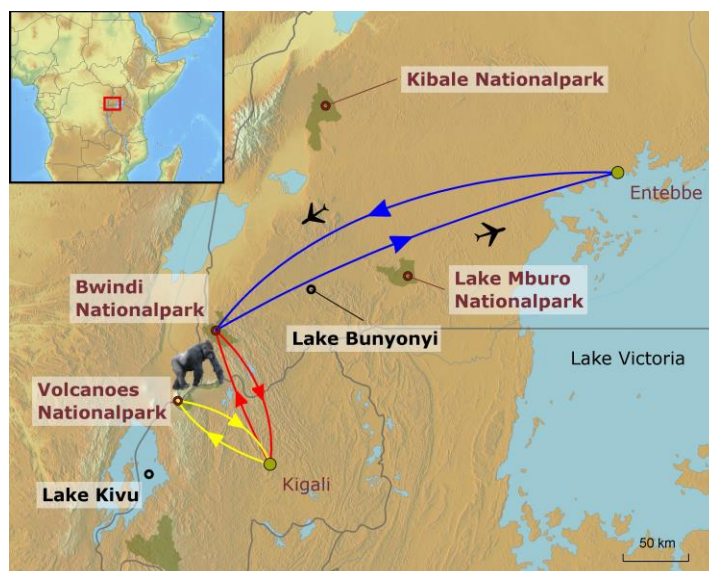 Kibale Nationalpark
Entebbe
Bwindi
Nationalpark
Lake Mburo
Nationalpark
Lake Bunyonyi
Lake Victoria
Volcanoes
Nationalpark
Lake Kivu
Kigali
50 km